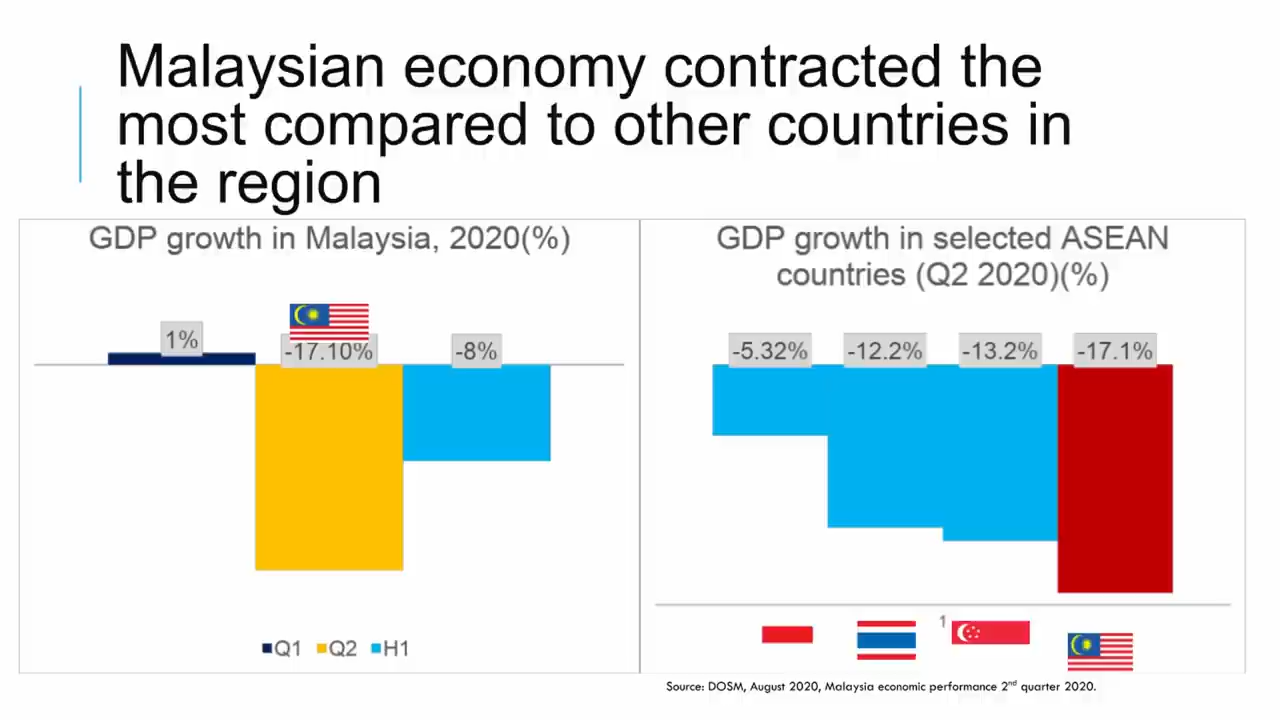 Malaysian economy contracted the
most compared to other countries in
the region
GDP growth in Malaysia, 2020(%)
1%
-17.10%
-8%
Q1 Q2 H1
GDP growth in selected ASEAN
countries (Q2 2020)(%)
-5.32% -12.2% -13.2% -17.1%
1
Source: DOSM, August 2020, Malaysia economic performance 2nd quarter 2020.